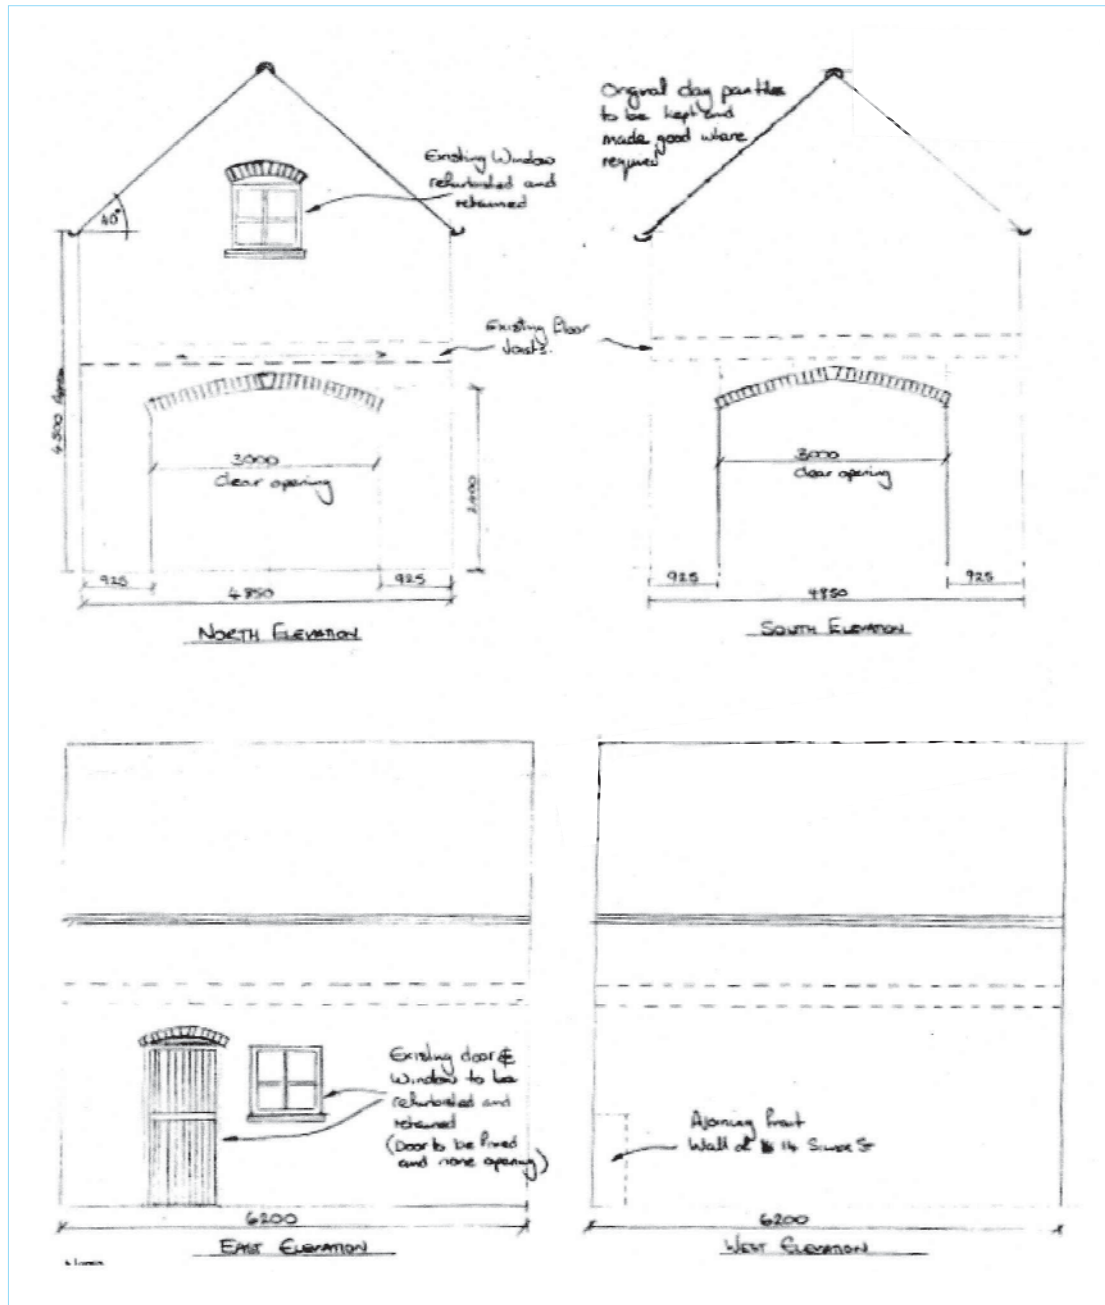 Existing Window
refurbished and
retained
40°
Original clay pantiles
to be kept and
made good where
required
Existing Floor
Joists.
3000
clear opening
2400
925
925
4850
NORTH ELEVATION
3000
clear opening
925
925
4850
SOUTH ELEVATION
Existing door &
Window to be
refurbished and
retained
(Door to be fixed
and none opening)
6200
EAST ELEVATION
Wall of 14
6200
WEST ELEVATION